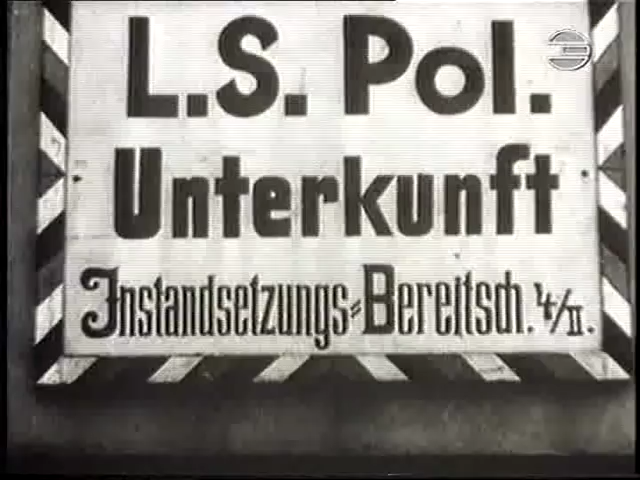 L.S. Pol.
Unterkunft
Instandsetzungs=Bereitsch. 4/II.